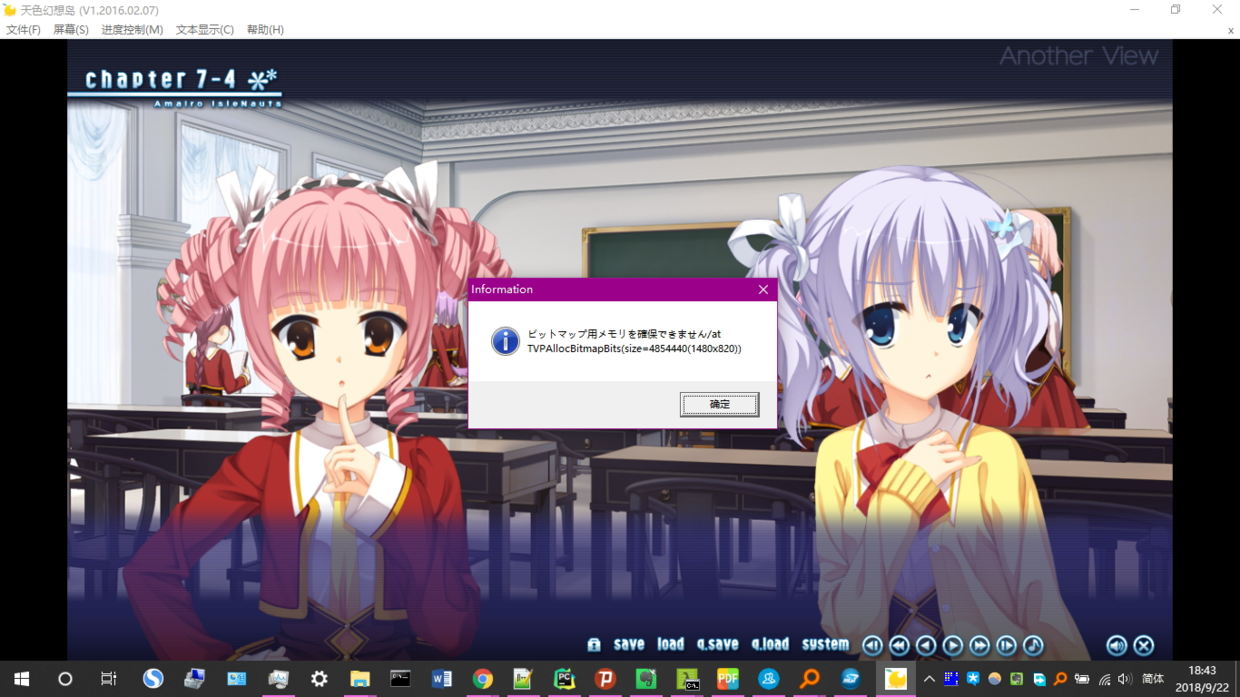 天色幻想岛 (V1.2016.02.07)
文件(F) 屏幕(S) 进度控制(M) 文本显示(C) 帮助(H)
Another View
chapter 7-4
Amairo IsleNauts
Information
ビットマップ用メモリを確保できません/at
TVPAllocBitmapBits(size=4854440(1480x820))
确定
save load q.save q.load system
简体
18:43
2018/9/22